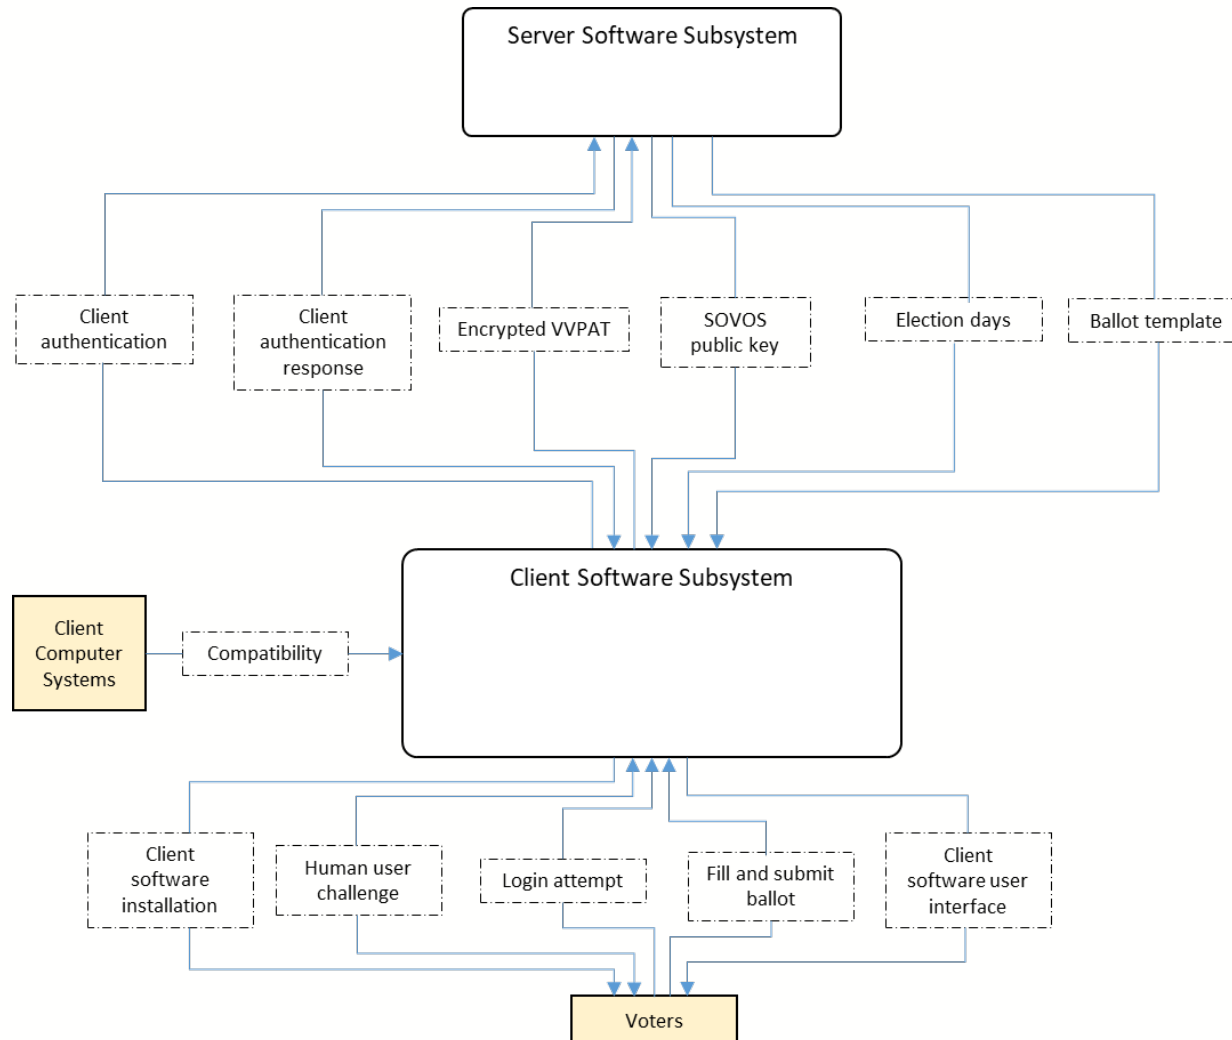 Server Software Subsystem
Client
authentication
Client
authentication
response
Encrypted VVPAT
SOVOS
public key
Election days
Ballot template
Client Software Subsystem
Client
Computer
Systems
Compatibility
Client
software
installation
Human user
challenge
Login attempt
Fill and submit
ballot
Client
software user
interface
Voters